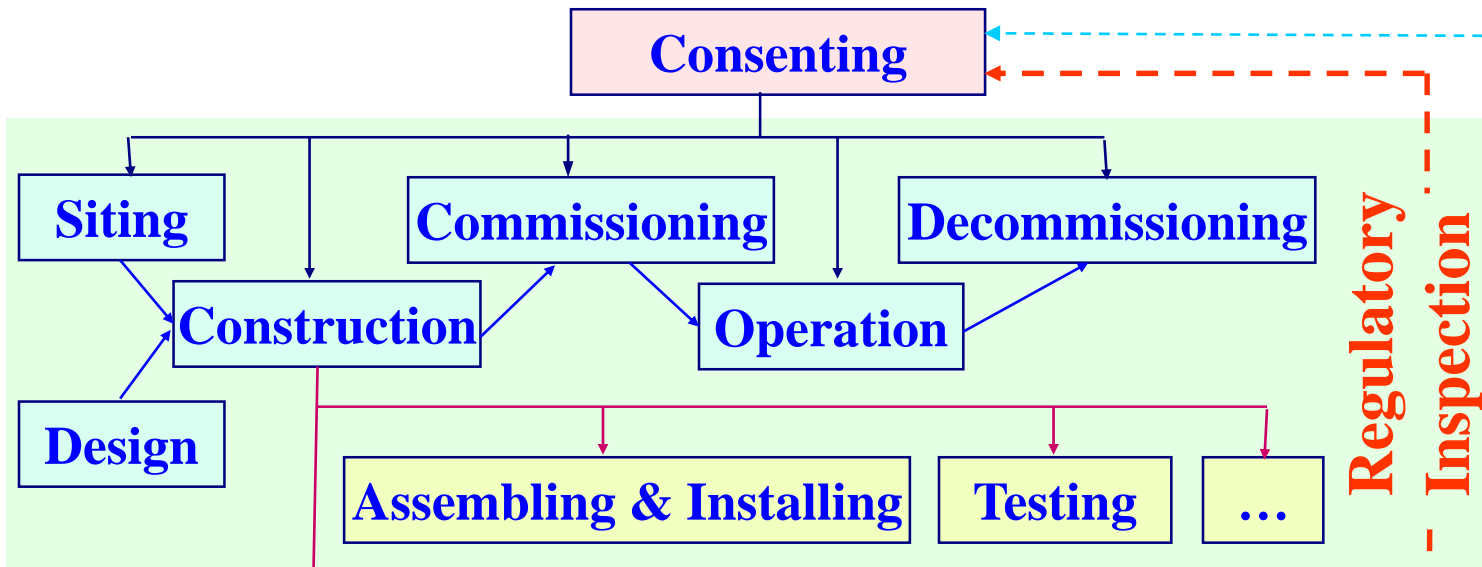 Consenting
Siting
Commissioning
Decommissioning
Construction
Operation
Design
Assembling & Installing
Testing
…
Regulatory
Inspection